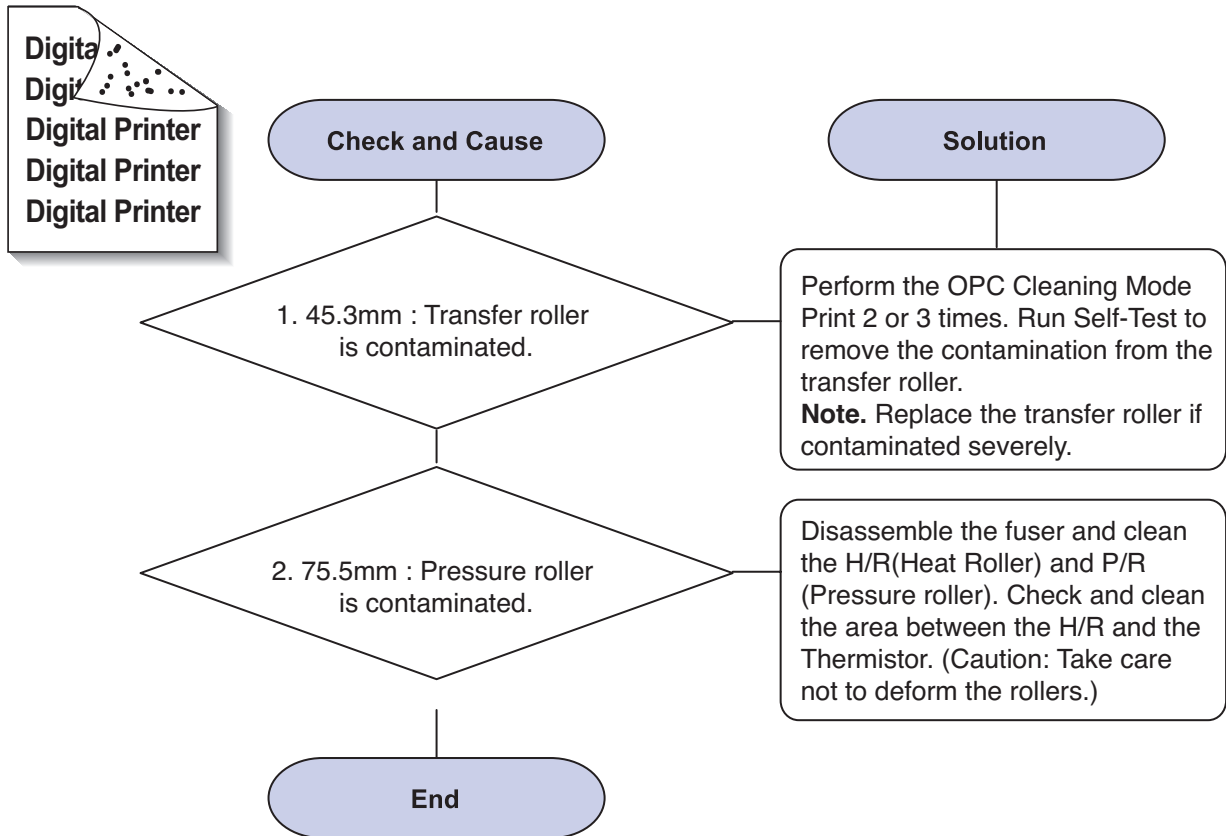 Digita
Digit
Digital Printer
Digital Printer
Digital Printer
Check and Cause
Solution
1. 45.3mm : Transfer roller
is contaminated.
Perform the OPC Cleaning Mode
Print 2 or 3 times. Run Self-Test to
remove the contamination from the
transfer roller.
Note. Replace the transfer roller if
contaminated severely.
2. 75.5mm : Pressure roller
is contaminated.
Disassemble the fuser and clean
the H/R(Heat Roller) and P/R
(Pressure roller). Check and clean
the area between the H/R and the
Thermistor. (Caution: Take care
not to deform the rollers.)
End